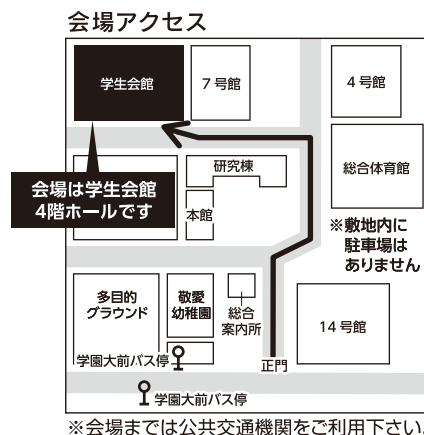 会場アクセス
学生会館
7号館
4号館
研究棟
総合体育館
会場は学生会館
4階ホールです
本館
※敷地内に
駐車場は
ありません
多目的
グラウンド
敬愛
幼稚園
総合
案内所
14号館
学園大前バス停
正門
学園大前バス停
※会場までは公共交通機関をご利用下さい。